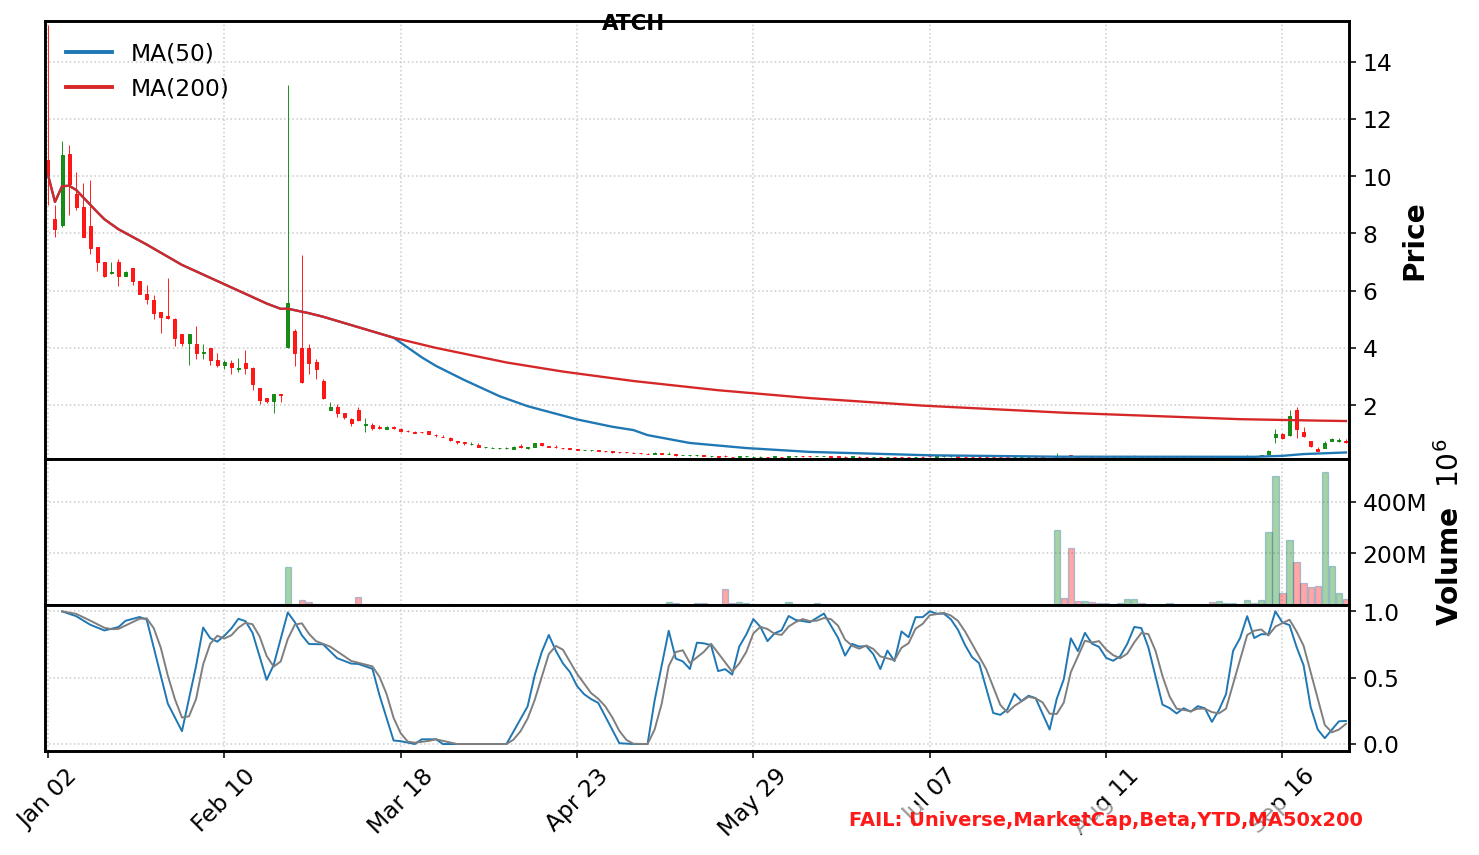 ATCH
MA(50)
MA(200)
14
12
10
8
6
4
2
Price
400M
200M
Volume 10^6
1.0
0.5
0.0
Jan 02
Feb 10
Mar 18
Apr 23
May 29
Jul 07
Aug 11
Sep 16
FAIL: Universe,MarketCap,Beta,YTD,MA50x200